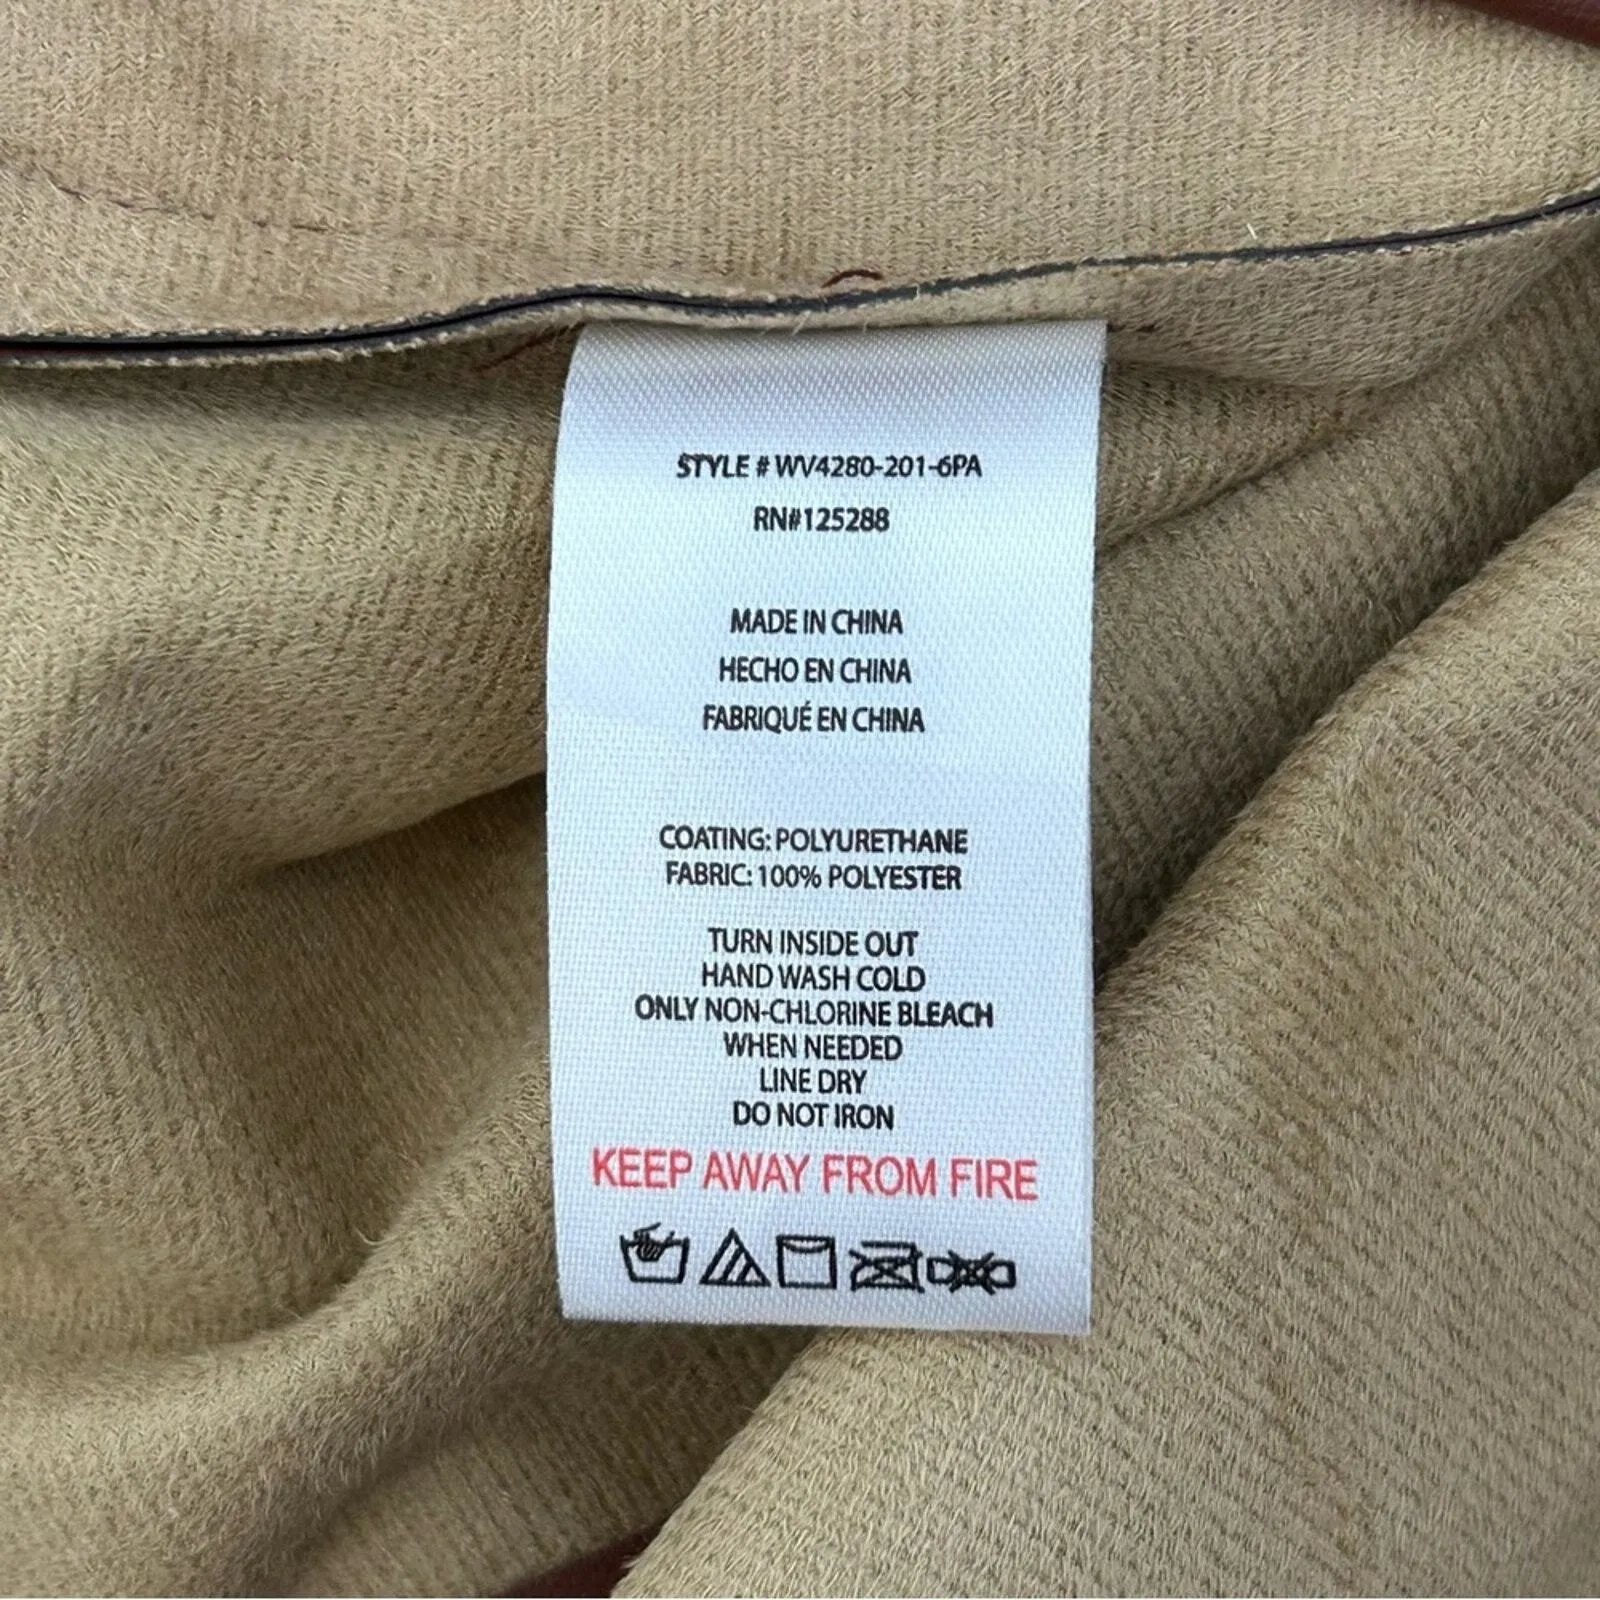 STYLE # WV4280-201-6PA
RN#125288
MADE IN CHINA
HECHO EN CHINA
FABRIQUÉ EN CHINA
COATING: POLYURETHANE
FABRIC: 100% POLYESTER
TURN INSIDE OUT
HAND WASH COLD
ONLY NON-CHLORINE BLEACH
WHEN NEEDED
LINE DRY
DO NOT IRON
KEEP AWAY FROM FIRE